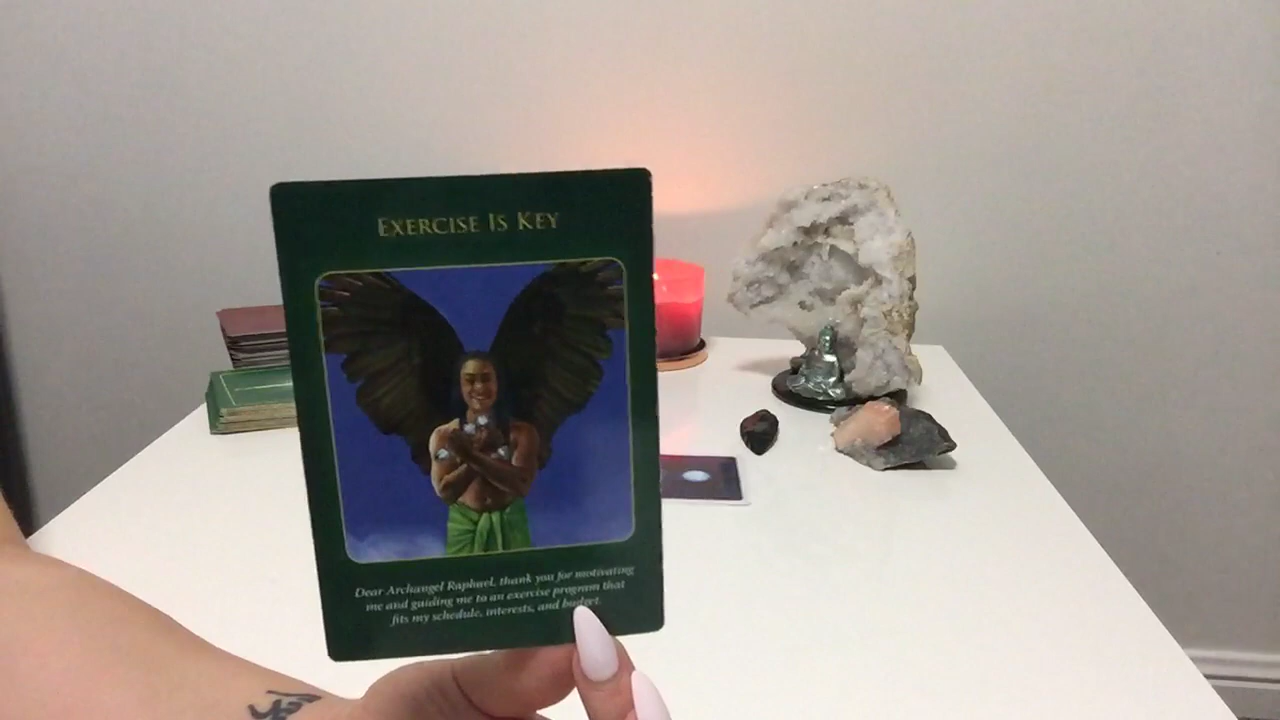 EXERCISE IS KEY
Dear Archangel Raphael, thank you for motivating
me and guiding me to an exercise program that
fits my schedule, interests, and budget.